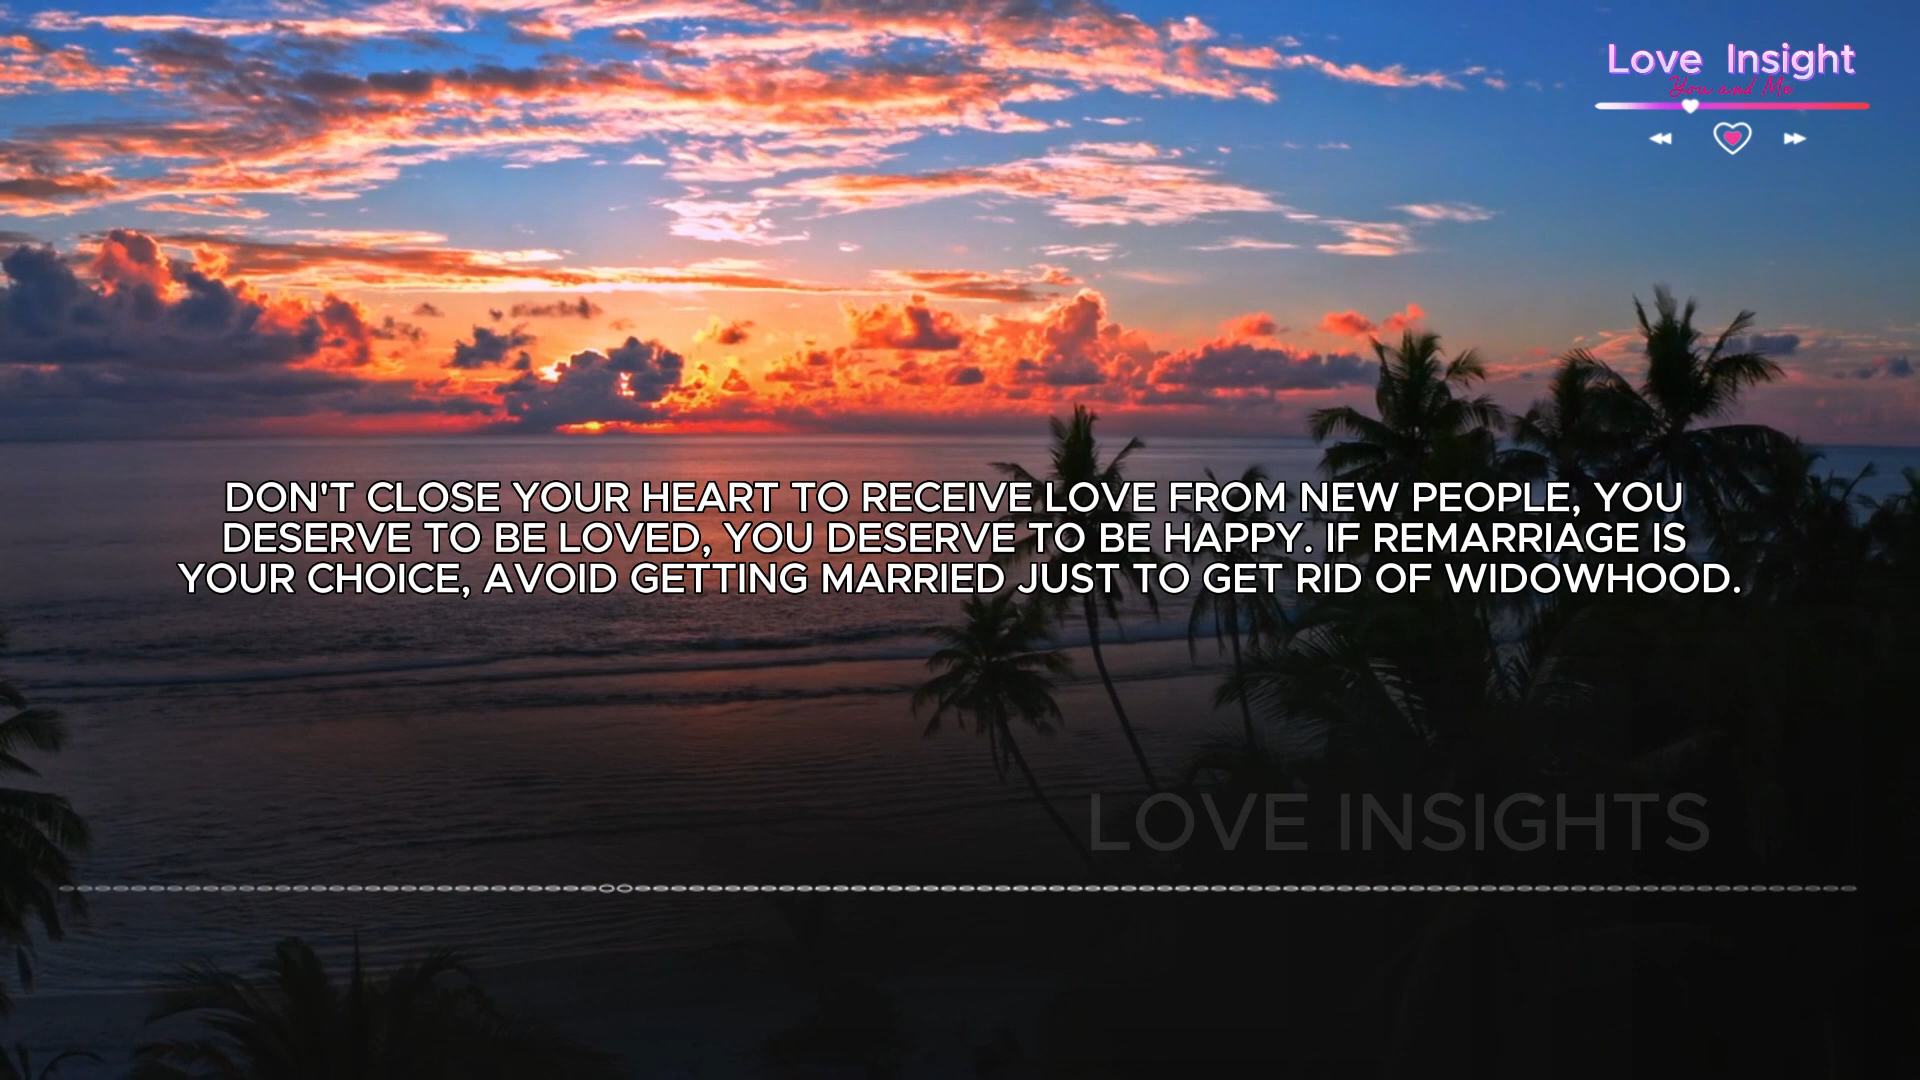 Love Insight
You and Me
DON'T CLOSE YOUR HEART TO RECEIVE LOVE FROM NEW PEOPLE, YOU
DESERVE TO BE LOVED, YOU DESERVE TO BE HAPPY. IF REMARRIAGE IS
YOUR CHOICE, AVOID GETTING MARRIED JUST TO GET RID OF WIDOWHOOD.
LOVE INSIGHTS